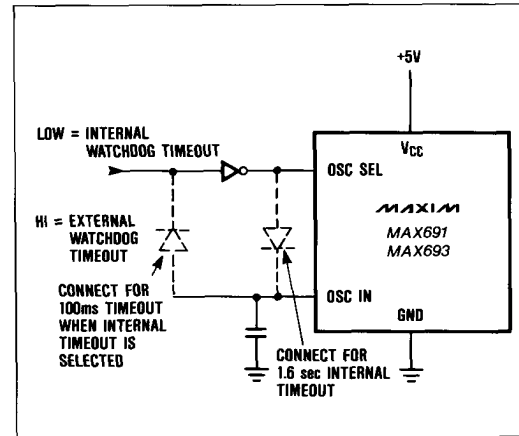 +5V
LOW = INTERNAL
WATCHDOG TIMEOUT
VCC
OSC SEL
MAXIM
MAX691
MAX693
HI = EXTERNAL
WATCHDOG
TIMEOUT
CONNECT FOR
100ms TIMEOUT
WHEN INTERNAL
TIMEOUT IS
SELECTED
OSC IN
GND
CONNECT FOR
1.6 sec INTERNAL
TIMEOUT